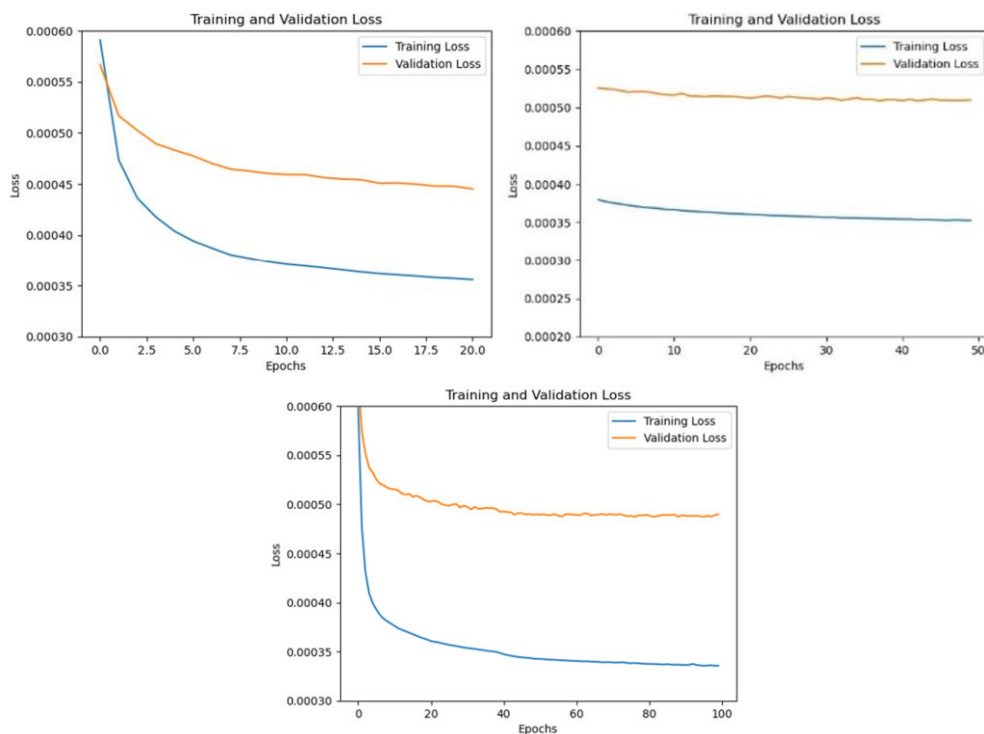 Training and Validation Loss
Training Loss
Validation Loss
0.00060
0.00055
0.00050
0.00045
0.00040
0.00035
0.00030
Loss
0.0 2.5 5.0 7.5 10.0 12.5 15.0 17.5 20.0
Epochs
Training and Validation Loss
Training Loss
Validation Loss
0.00060
0.00055
0.00050
0.00045
0.00040
0.00035
0.00030
0.00025
0.00020
Loss
0 10 20 30 40 50
Epochs
Training and Validation Loss
Training Loss
Validation Loss
0.00060
0.00055
0.00050
0.00045
0.00040
0.00035
0.00030
Loss
0 20 40 60 80 100
Epochs